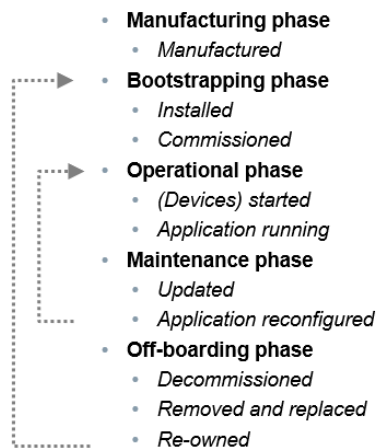 Manufacturing phase
Manufactured
Bootstrapping phase
Installed
Commissioned
Operational phase
(Devices) started
Application running
Maintenance phase
Updated
Application reconfigured
Off-boarding phase
Decommissioned
Removed and replaced
Re-owned